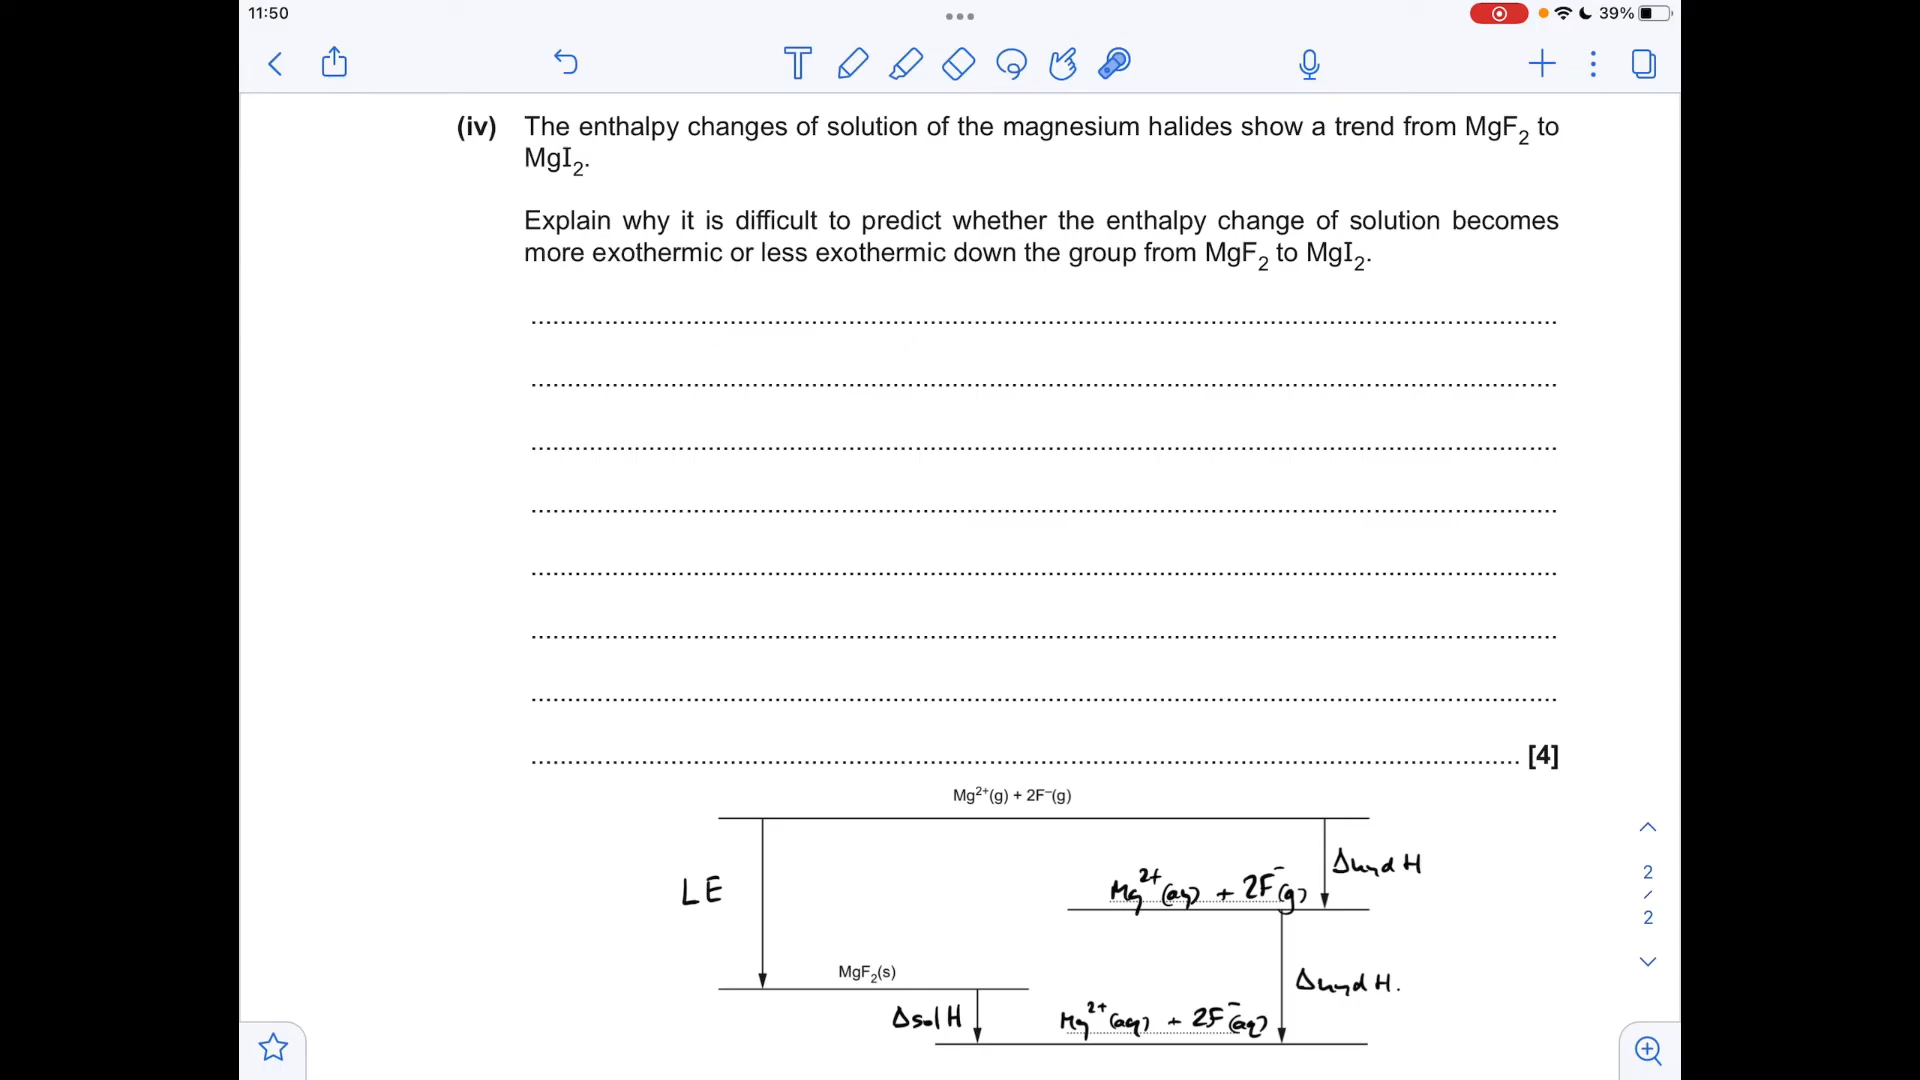 11:50
39%
(iv) The enthalpy changes of solution of the magnesium halides show a trend from MgF₂ to
MgI₂.
Explain why it is difficult to predict whether the enthalpy change of solution becomes
more exothermic or less exothermic down the group from MgF₂ to MgI₂.
[4]
Mg²⁺(g) + 2F⁻(g)
LE
Mg²⁺(aq) + 2F⁻(g)
ΔhydH
MgF₂(s)
ΔhydH.
ΔsolH
Mg²⁺(aq) + 2F⁻(aq)
2
/
2